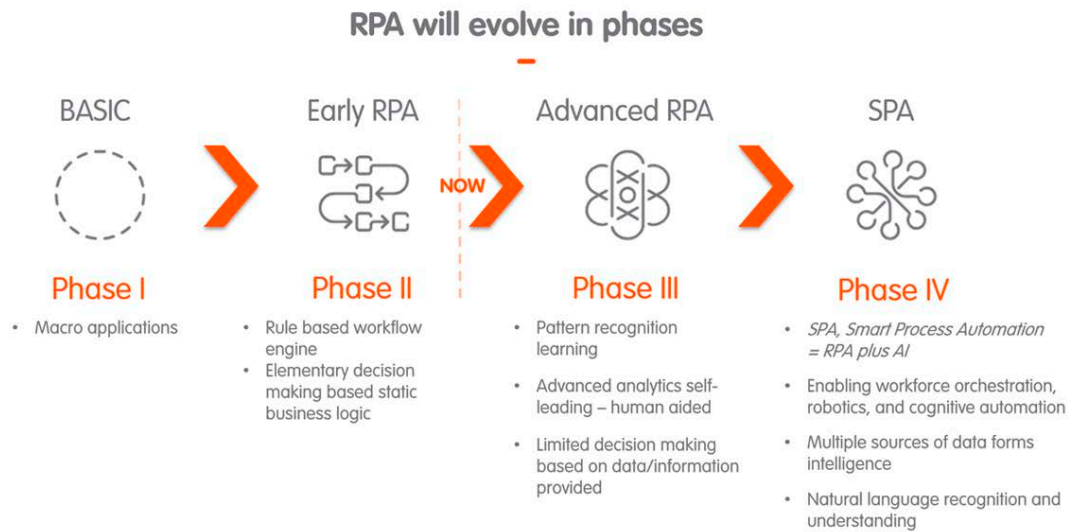 RPA will evolve in phases
BASIC
Early RPA
Advanced RPA
SPA
NOW
Phase I
• Macro applications
Phase II
• Rule based workflow
engine
• Elementary decision
making based static
business logic
Phase III
• Pattern recognition
learning
• Advanced analytics self-
leading – human aided
• Limited decision making
based on data/information
provided
Phase IV
• SPA, Smart Process Automation
= RPA plus AI
• Enabling workforce orchestration,
robotics, and cognitive automation
• Multiple sources of data forms
intelligence
• Natural language recognition and
understanding